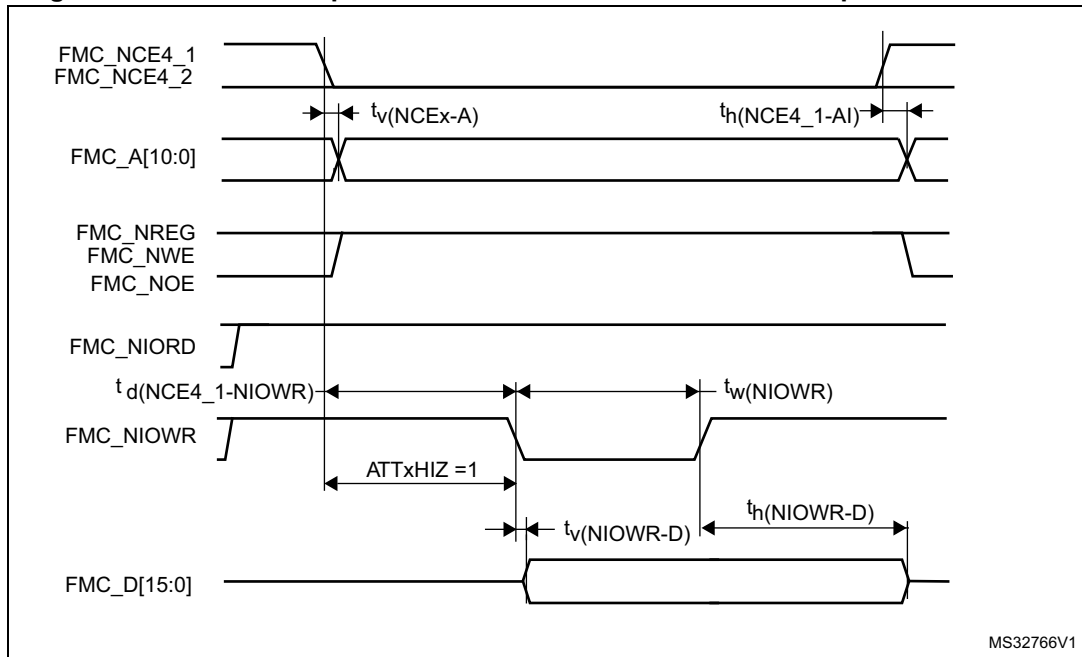 FMC_NCE4_1
FMC_NCE4_2
tv(NCEx-A)
th(NCE4_1-AI)
FMC_A[10:0]
FMC_NREG
FMC_NWE
FMC_NOE
FMC_NIORD
td(NCE4_1-NIOWR)
tw(NIOWR)
FMC_NIOWR
ATTxHIZ =1
th(NIOWR-D)
tv(NIOWR-D)
FMC_D[15:0]
MS32766V1